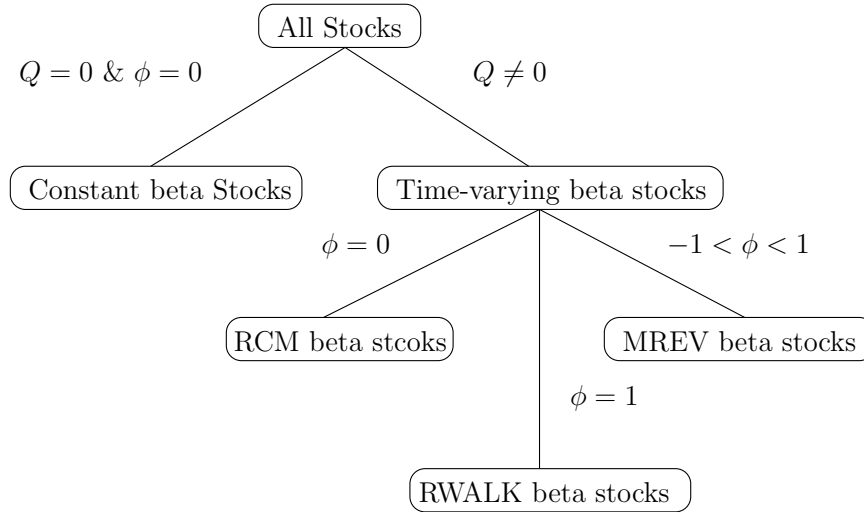 All Stocks
Q = 0 & ϕ = 0
Q ≠ 0
Constant beta Stocks
Time-varying beta stocks
ϕ = 0
−1 < ϕ < 1
RCM beta stcoks
MREV beta stocks
ϕ = 1
RWALK beta stocks